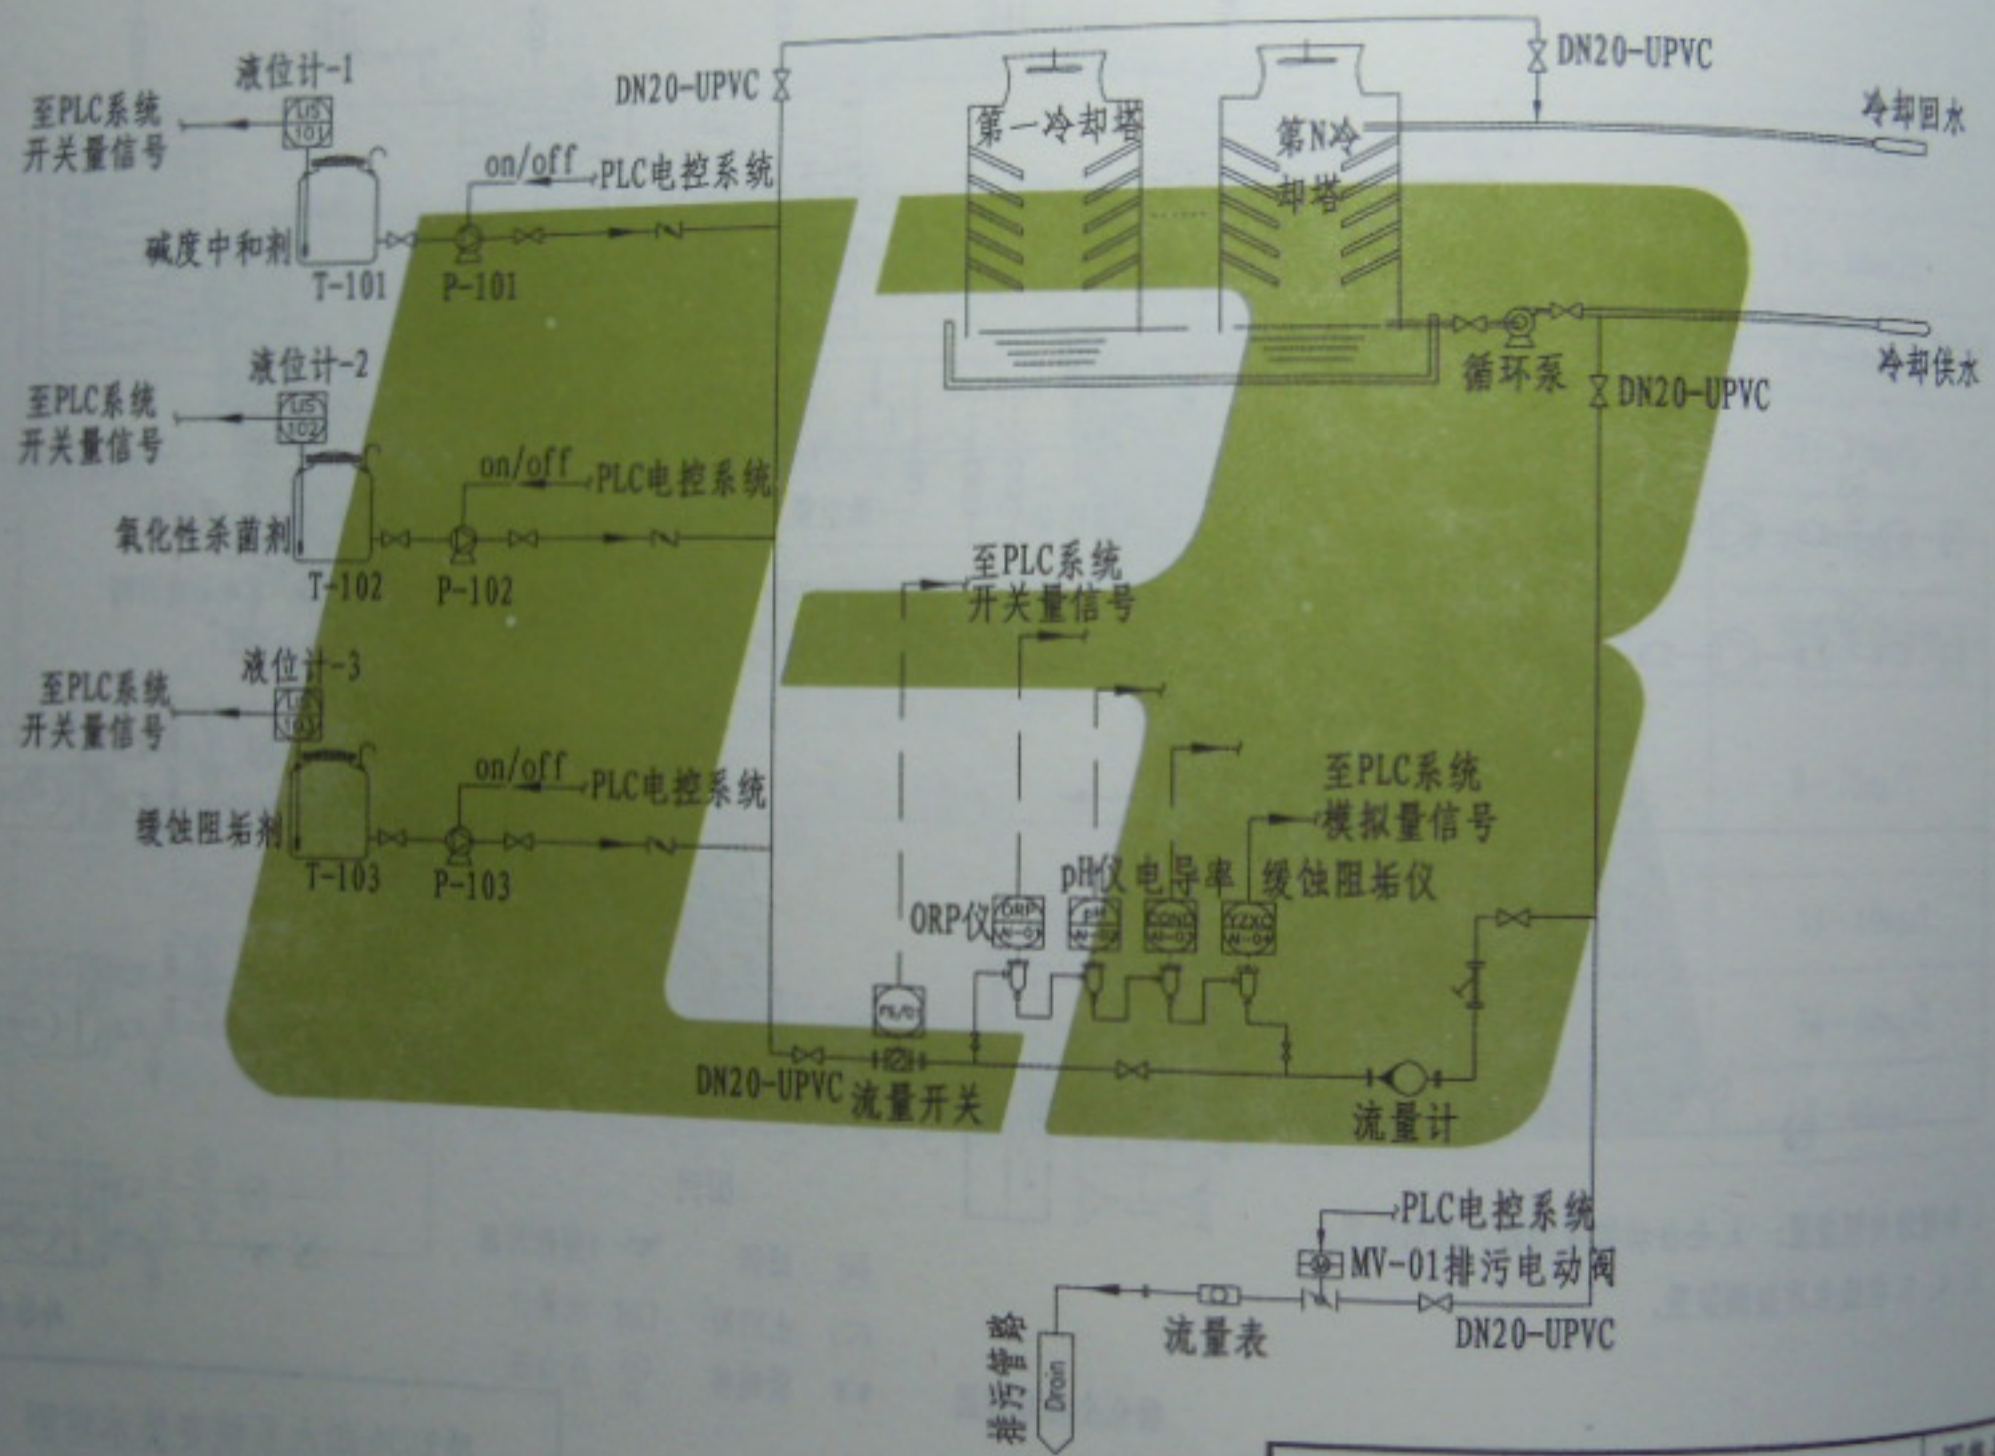 DN20-UPVC
液位计-1
至PLC系统
开关量信号
LIS
101
DN20-UPVC
第一冷却塔
第N冷
却塔
冷却回水
on/off
PLC电控系统
碱度中和剂
T-101
P-101
循环泵
冷却供水
DN20-UPVC
液位计-2
至PLC系统
开关量信号
LIS
102
on/off
PLC电控系统
氧化性杀菌剂
T-102
P-102
至PLC系统
开关量信号
液位计-3
至PLC系统
开关量信号
on/off
PLC电控系统
缓蚀阻垢剂
T-103
P-103
至PLC系统
模拟量信号
pH仪
电导率
缓蚀阻垢仪
ORP仪
ORP
pH
COND
YZXQ
DN20-UPVC
流量开关
流量计
PLC电控系统
MV-01排污电动阀
流量表
DN20-UPVC
排污管路
Drain